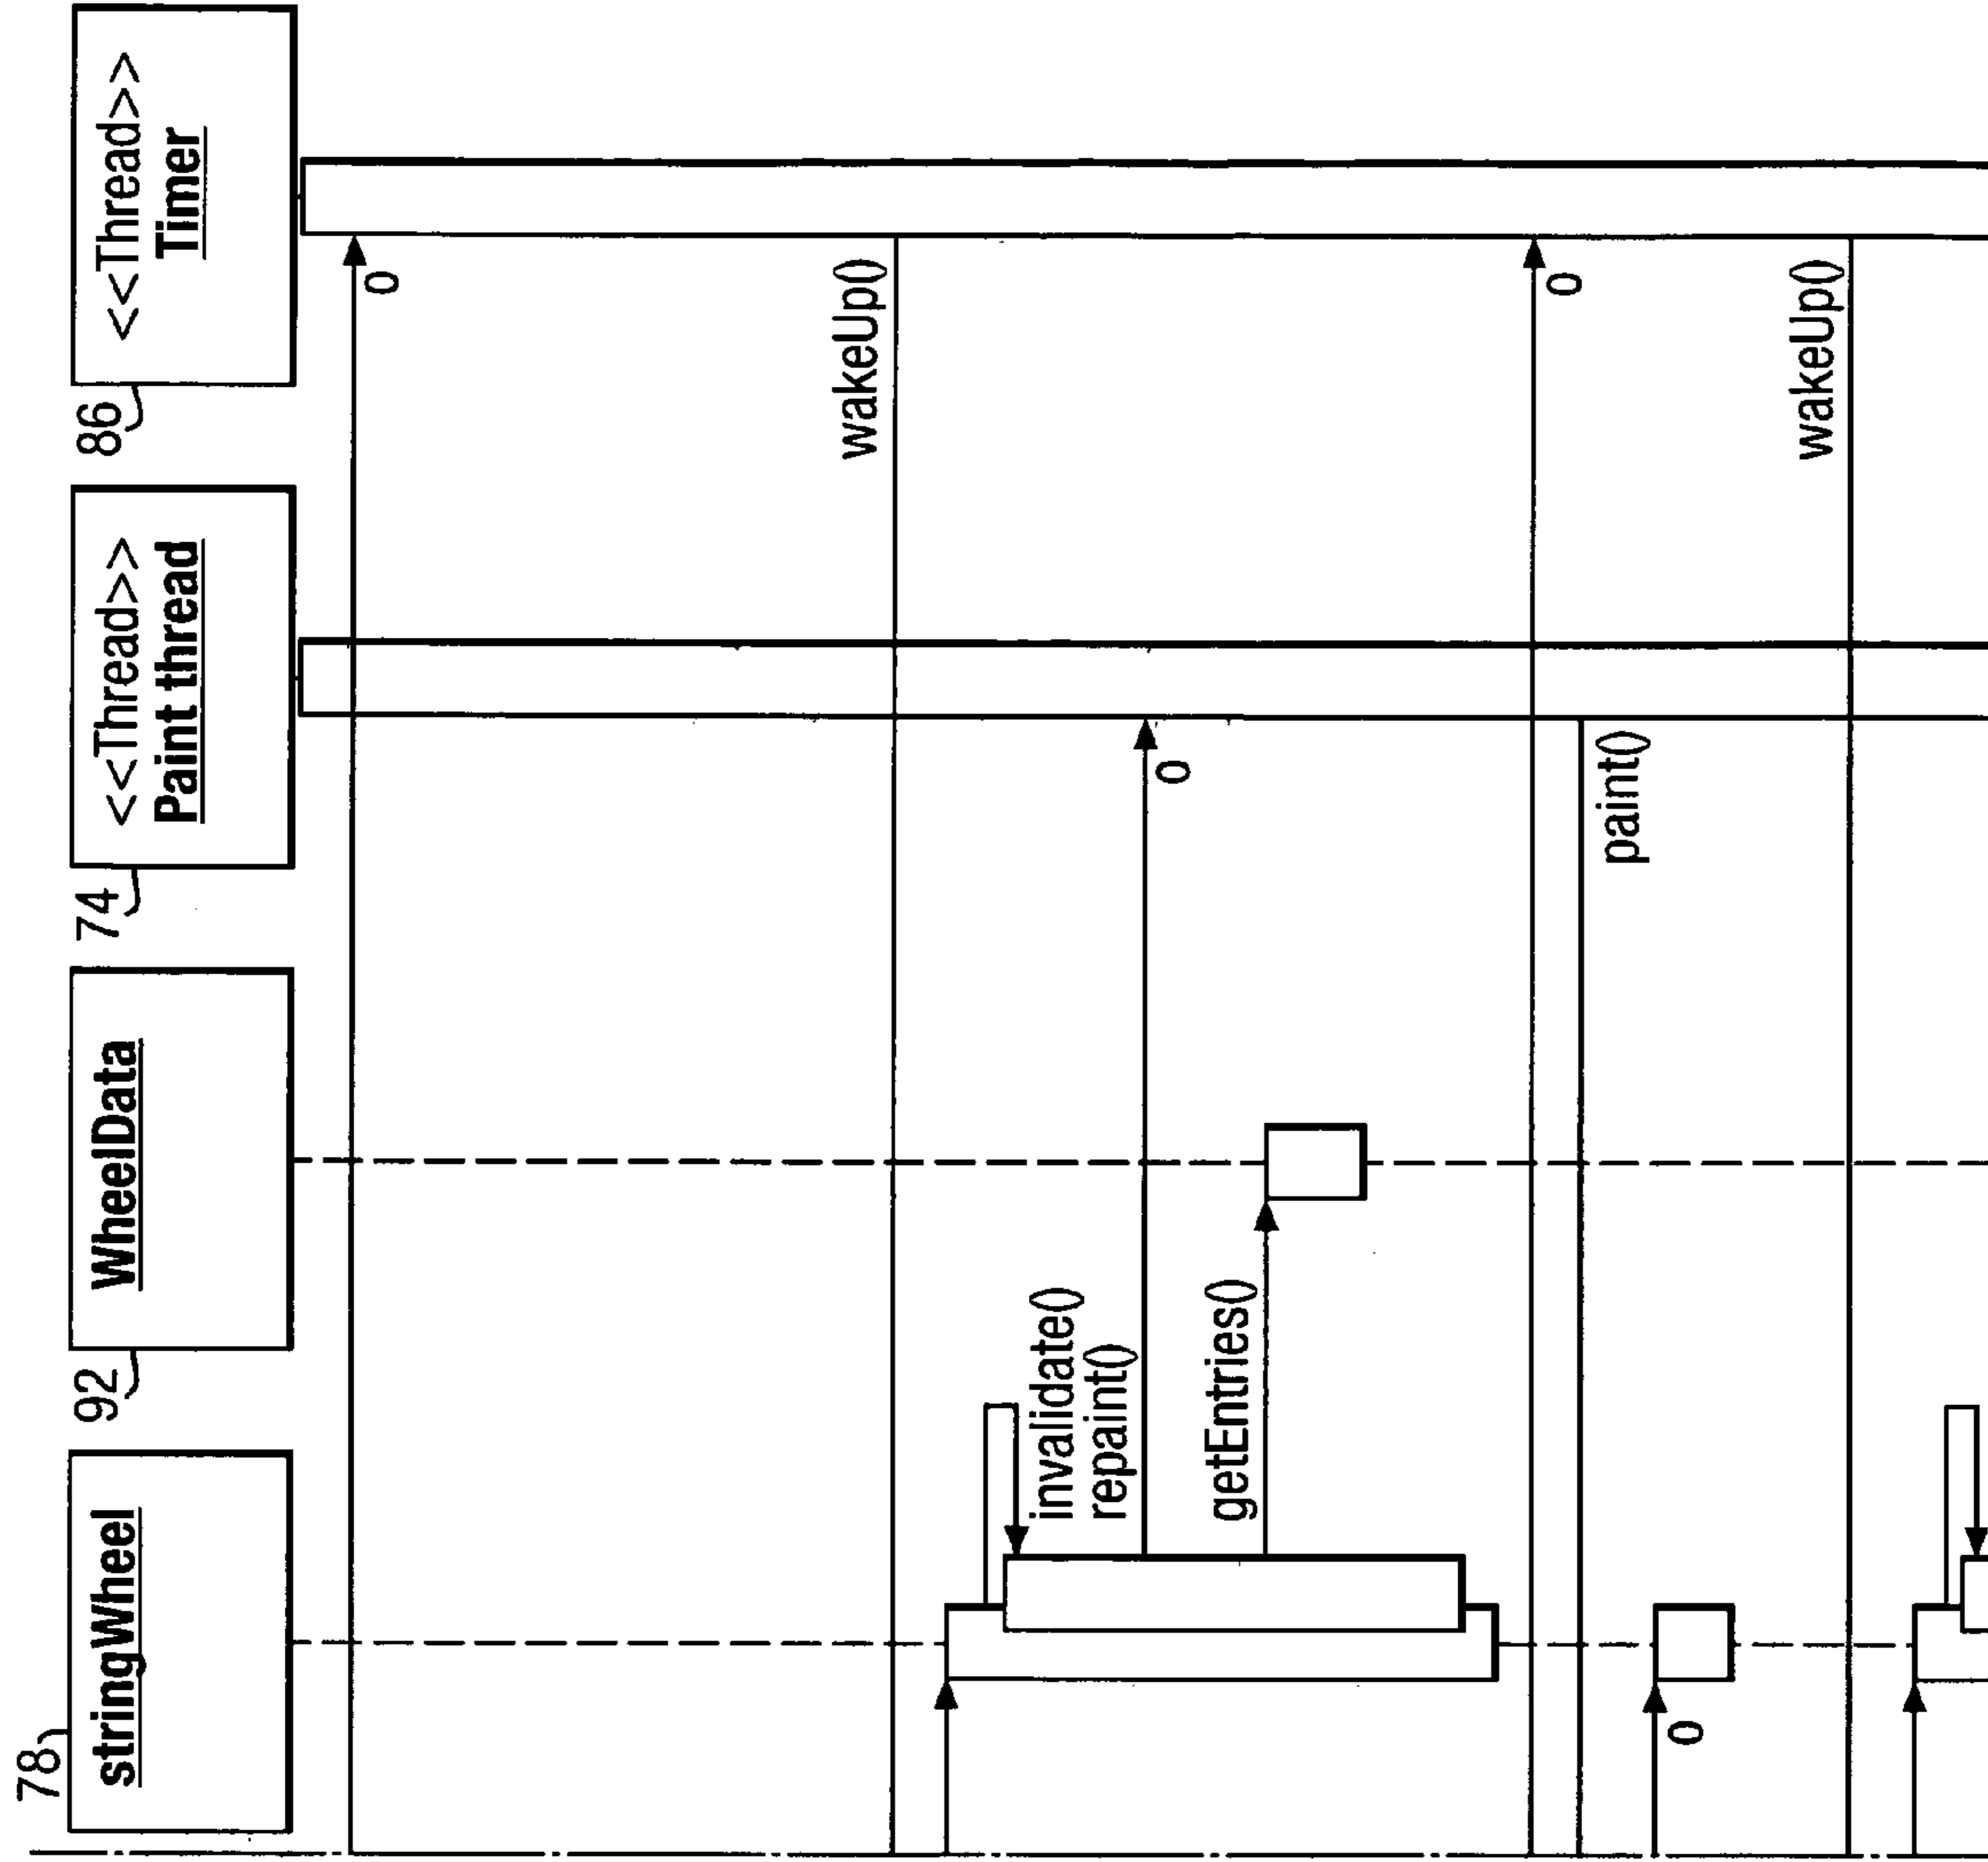 78
stringWheel
92
WheelData
74
<<Thread>>
Paint thread
86
<<Thread>>
Timer
0
wakeUp()
invalidate()
repaint()
0
getEntries()
0
paint()
0
wakeUp()